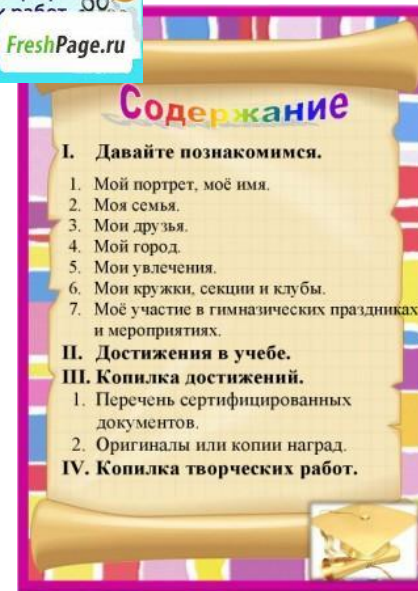 работ
FreshPage.ru
Содержание
I. Давайте познакомимся.
1. Мой портрет, моё имя.
2. Моя семья.
3. Мои друзья.
4. Мой город.
5. Мои увлечения.
6. Мои кружки, секции и клубы.
7. Моё участие в гимназических праздниках
и мероприятиях.
II. Достижения в учебе.
III. Копилка достижений.
1. Перечень сертифицированных
документов.
2. Оригиналы или копии наград.
IV. Копилка творческих работ.